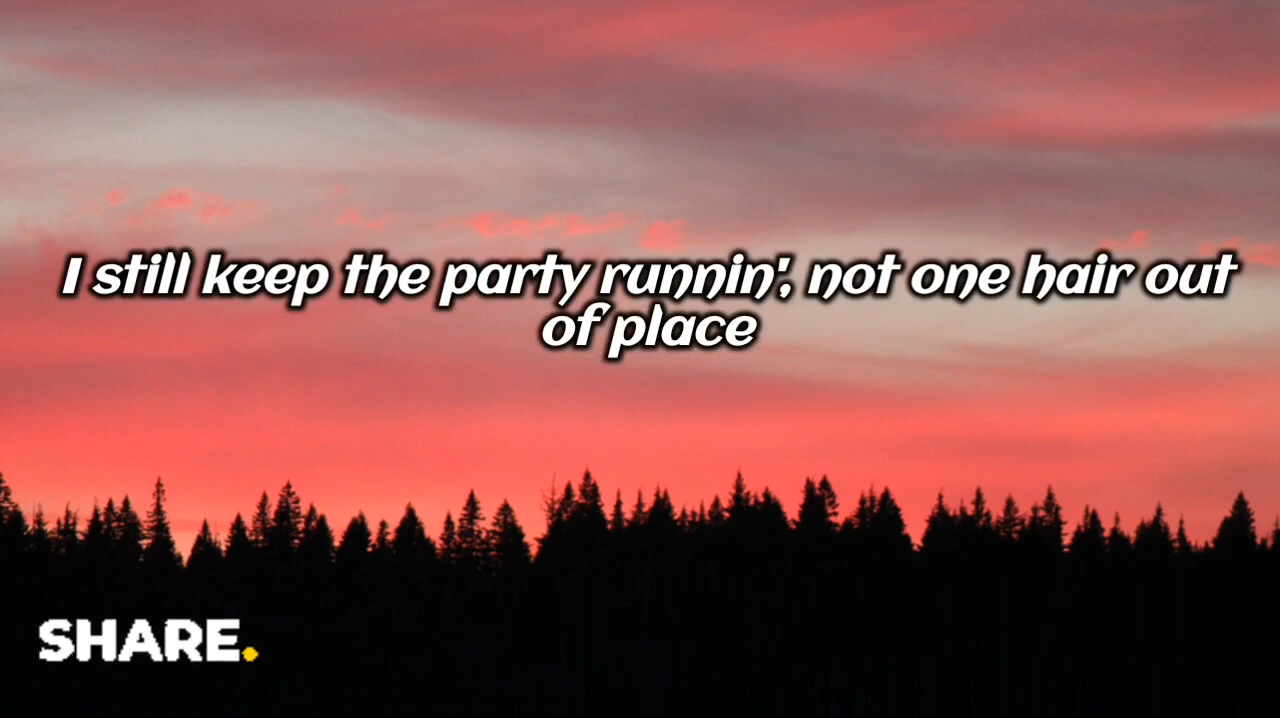 I still keep the party runnin', not one hair out
of place
SHARE.